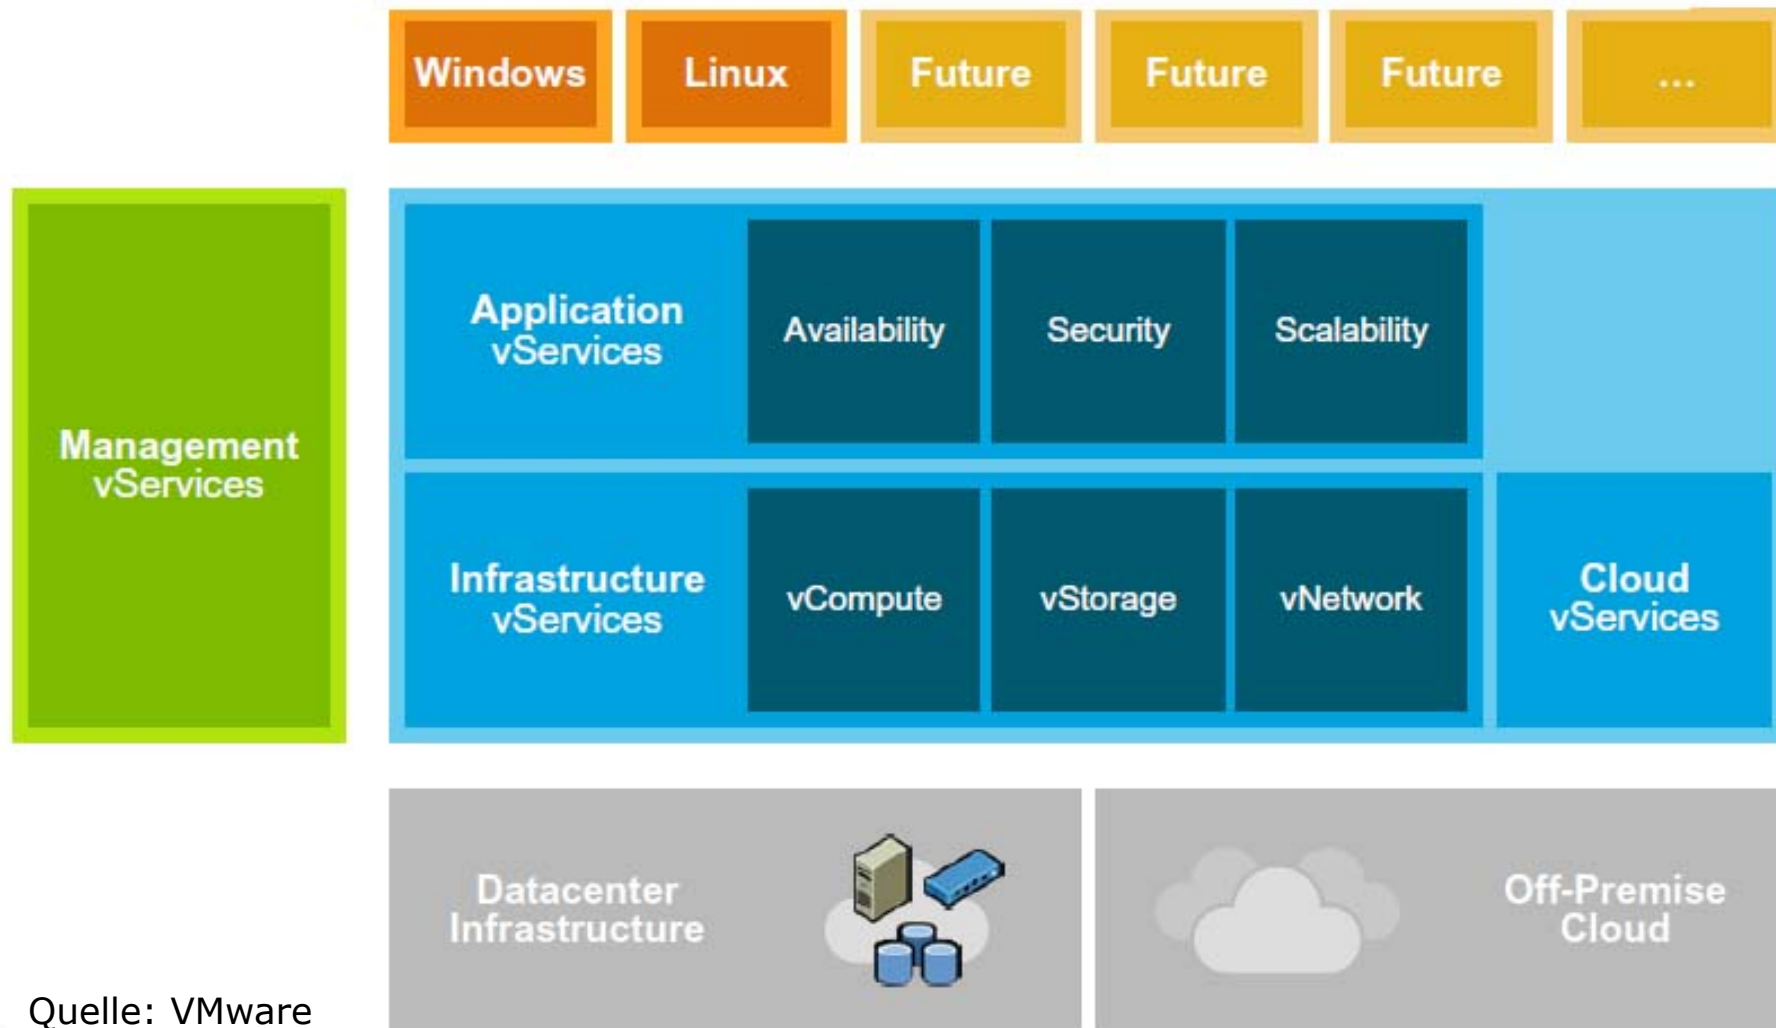 Windows
Linux
Future
Future
Future
...
Management
vServices
Application
vServices
Availability
Security
Scalability
Infrastructure
vServices
vCompute
vStorage
vNetwork
Cloud
vServices
Datacenter
Infrastructure
Off-Premise
Cloud
Quelle: VMware